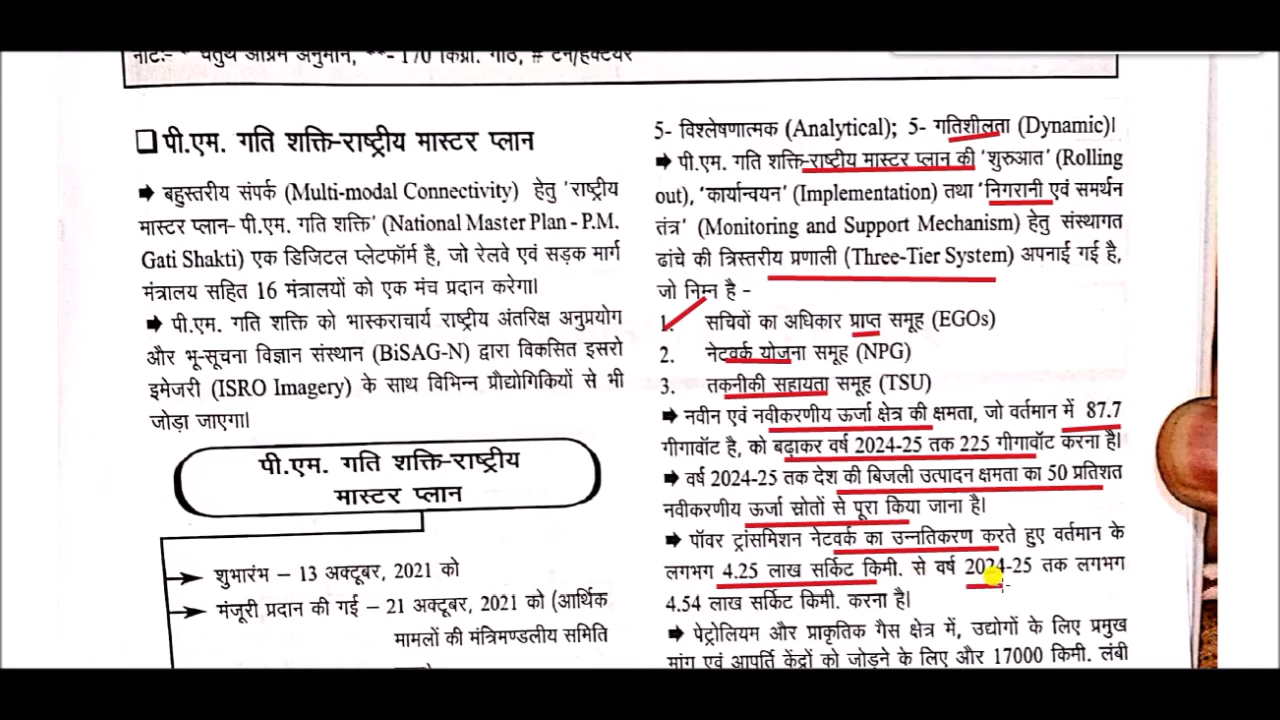 नोटः- * चतुर्थ अग्रिम अनुमान, **- 170 किग्रा. गांठ, # टन/हेक्टेयर
❑ पी.एम. गति शक्ति-राष्ट्रीय मास्टर प्लान
➡ बहुस्तरीय संपर्क (Multi-modal Connectivity) हेतु 'राष्ट्रीय
मास्टर प्लान- पी.एम. गति शक्ति' (National Master Plan - P.M.
Gati Shakti) एक डिजिटल प्लेटफॉर्म है, जो रेलवे एवं सड़क मार्ग
मंत्रालय सहित 16 मंत्रालयों को एक मंच प्रदान करेगा।
➡ पी.एम. गति शक्ति को भास्कराचार्य राष्ट्रीय अंतरिक्ष अनुप्रयोग
और भू-सूचना विज्ञान संस्थान (BiSAG-N) द्वारा विकसित इसरो
इमेजरी (ISRO Imagery) के साथ विभिन्न प्रौद्योगिकियों से भी
जोड़ा जाएगा।
पी.एम. गति शक्ति-राष्ट्रीय
मास्टर प्लान
शुभारंभ – 13 अक्टूबर, 2021 को
मंजूरी प्रदान की गई – 21 अक्टूबर, 2021 को (आर्थिक
मामलों की मंत्रिमण्डलीय समिति
5- विश्लेषणात्मक (Analytical); 5- गतिशीलता (Dynamic)।
➡ पी.एम. गति शक्ति-राष्टीय मास्टर प्लान की 'शुरुआत' (Rolling
out), 'कार्यान्वयन' (Implementation) तथा 'निगरानी एवं समर्थन
तंत्र' (Monitoring and Support Mechanism) हेतु संस्थागत
ढांचे की त्रिस्तरीय प्रणाली (Three-Tier System) अपनाई गई है,
जो निम्न है -
1. सचिवों का अधिकार प्राप्त समूह (EGOs)
2. नेटवर्क योजना समूह (NPG)
3. तकनीकी सहायता समूह (TSU)
➡ नवीन एवं नवीकरणीय ऊर्जा क्षेत्र की क्षमता, जो वर्तमान में 87.7
गीगावॉट है, को बढ़ाकर वर्ष 2024-25 तक 225 गीगावॉट करना है।
➡ वर्ष 2024-25 तक देश की बिजली उत्पादन क्षमता का 50 प्रतिशत
नवीकरणीय ऊर्जा स्रोतों से पूरा किया जाना है।
➡ पॉवर ट्रांसमिशन नेटवर्क का उन्नतिकरण करते हुए वर्तमान के
लगभग 4.25 लाख सर्किट किमी. से वर्ष 2024-25 तक लगभग
4.54 लाख सर्किट किमी. करना है।
➡ पेट्रोलियम और प्राकृतिक गैस क्षेत्र में, उद्योगों के लिए प्रमुख
मांग एवं आपूर्ति केंद्रों को जोड़ने के लिए और 17000 किमी. लंबी